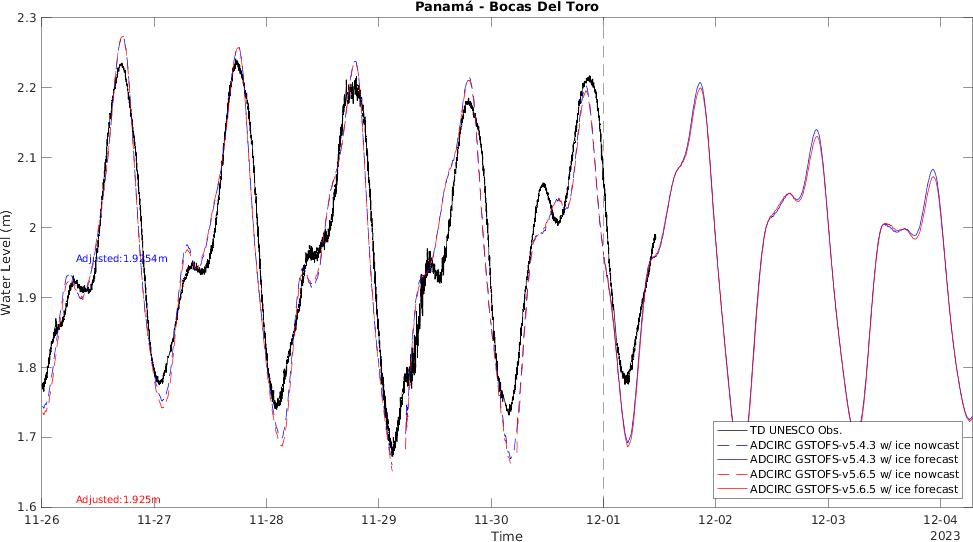 Panamá - Bocas Del Toro
Water Level (m)
2.3
2.2
2.1
2
1.9
1.8
1.7
1.6
Adjusted:1.9254m
Adjusted:1.925m
TD UNESCO Obs.
ADCIRC GSTOFS-v5.4.3 w/ ice nowcast
ADCIRC GSTOFS-v5.4.3 w/ ice forecast
ADCIRC GSTOFS-v5.6.5 w/ ice nowcast
ADCIRC GSTOFS-v5.6.5 w/ ice forecast
11-26 11-27 11-28 11-29 11-30 12-01 12-02 12-03 12-04
Time
2023